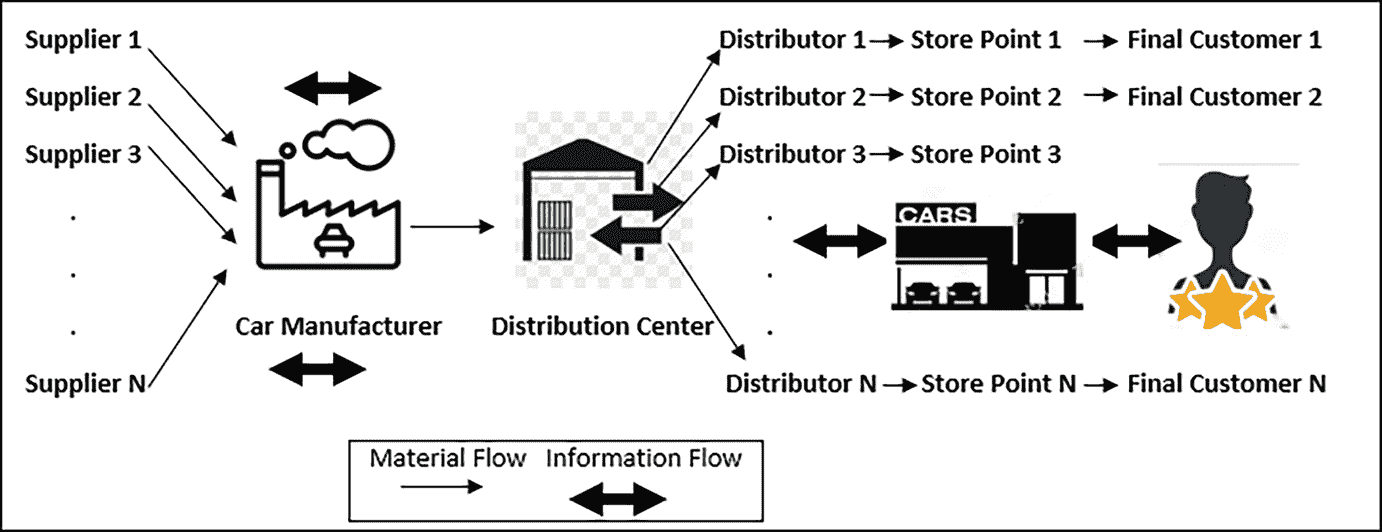 Supplier 1
Distributor 1 Store Point 1 Final Customer 1
Supplier 2
Distributor 2 Store Point 2 Final Customer 2
Supplier 3
Distributor 3 Store Point 3
CARS
Car Manufacturer Distribution Center
Supplier N
Distributor N Store Point N Final Customer N
Material Flow Information Flow